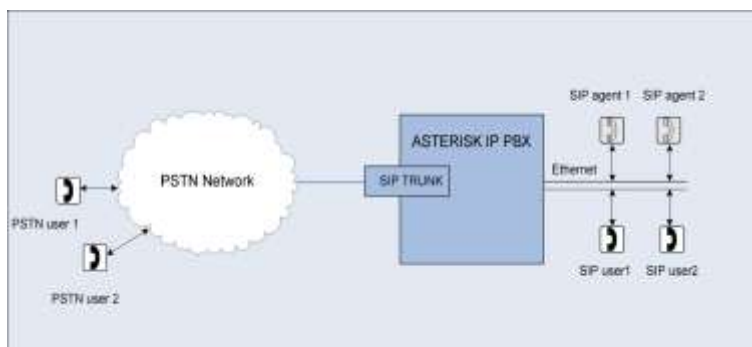 SIP agent 1
SIP agent 2
ASTERISK IP PBX
Ethernet
PSTN Network
SIP TRUNK
PSTN user 1
SIP user1
SIP user2
PSTN user 2